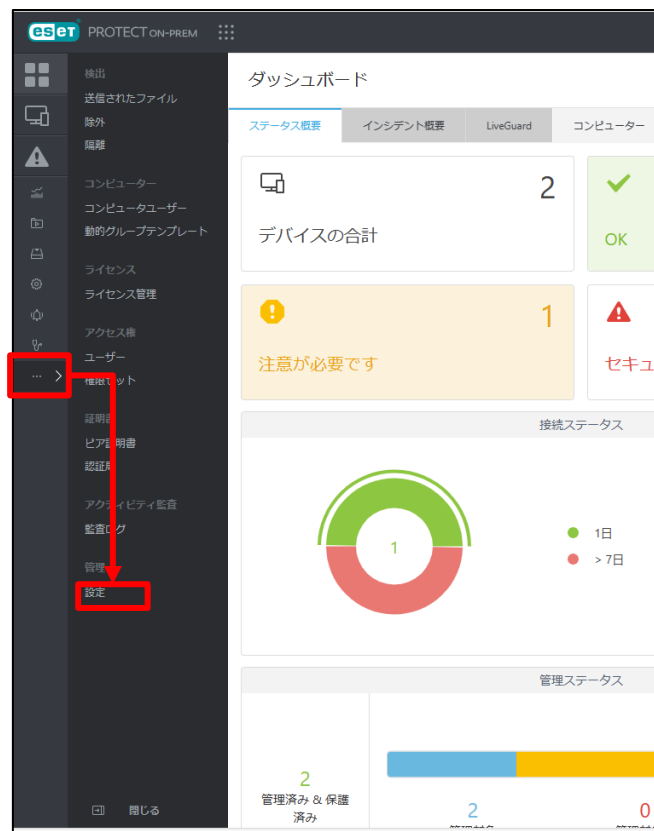 eset PROTECT ON-PREM
検出
送信されたファイル
除外
隔離
コンピューター
コンピュータユーザー
動的グループテンプレート
ライセンス
ライセンス管理
アクセス権
ユーザー
権限セット
証明書
ピア証明書
認証局
アクティビティ監査
監査ログ
管理
設定
閉じる
ダッシュボード
ステータス概要 インシデント概要 LiveGuard コンピューター
2
デバイスの合計
OK
1
注意が必要です
セキュ
接続ステータス
1
1日
> 7日
管理ステータス
2
管理済み & 保護
済み
2
0